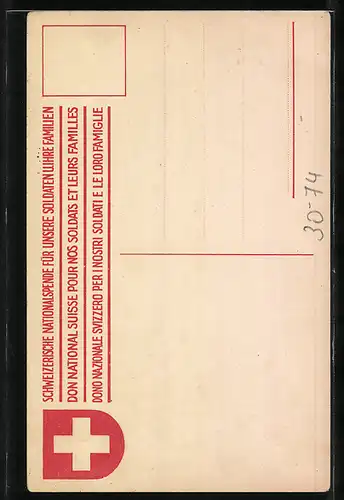 SCHWEIZERISCHE NATIONALSPENDE FÜR UNSERE SOLDATEN U.IHRE FAMILIEN
DON NATIONAL SUISSE POUR NOS SOLDATS ET LEURS FAMILLES
DONO NAZIONALE SVIZZERO PER I NOSTRI SOLDATI E LE LORO FAMIGLIE
30-74